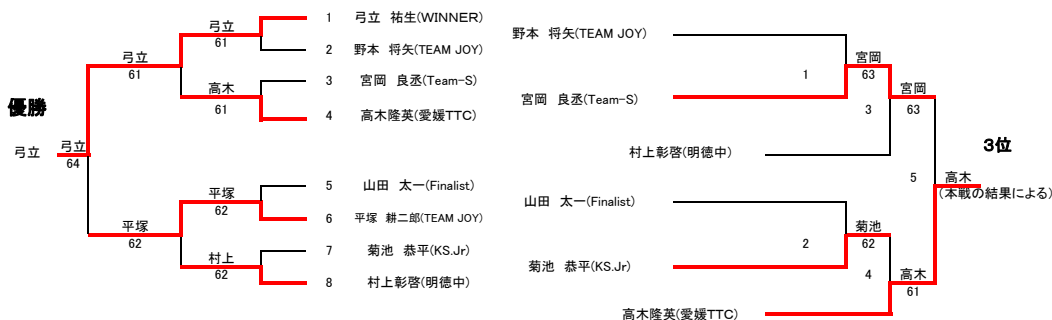 優勝
弓立
弓立
64
弓立
61
平塚
62
弓立
61
高木
61
平塚
62
村上
62
1 弓立 祐生(WINNER)
2 野本 将矢(TEAM JOY)
3 宮岡 良丞(Team-S)
4 高木隆英(愛媛TTC)
5 山田 太一(Finalist)
6 平塚 耕二郎(TEAM JOY)
7 菊池 恭平(KS.Jr)
8 村上彰啓(明徳中)
野本 将矢(TEAM JOY)
宮岡 良丞(Team-S)
村上彰啓(明徳中)
山田 太一(Finalist)
菊池 恭平(KS.Jr)
高木隆英(愛媛TTC)
1
宮岡
63
3
宮岡
63
2
菊池
62
4
高木
61
5
3位
高木
(本戦の結果による)